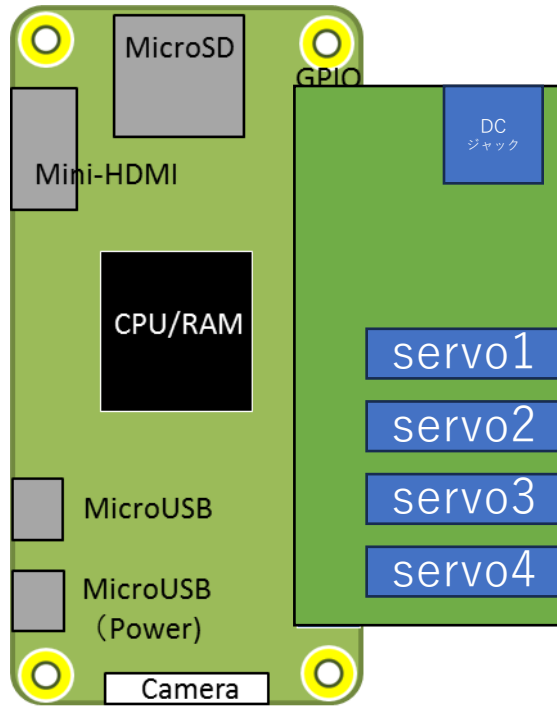 MicroSD
GPIO
DC
ジャック
Mini-HDMI
CPU/RAM
servo1
servo2
servo3
MicroUSB
servo4
MicroUSB
（Power)
Camera